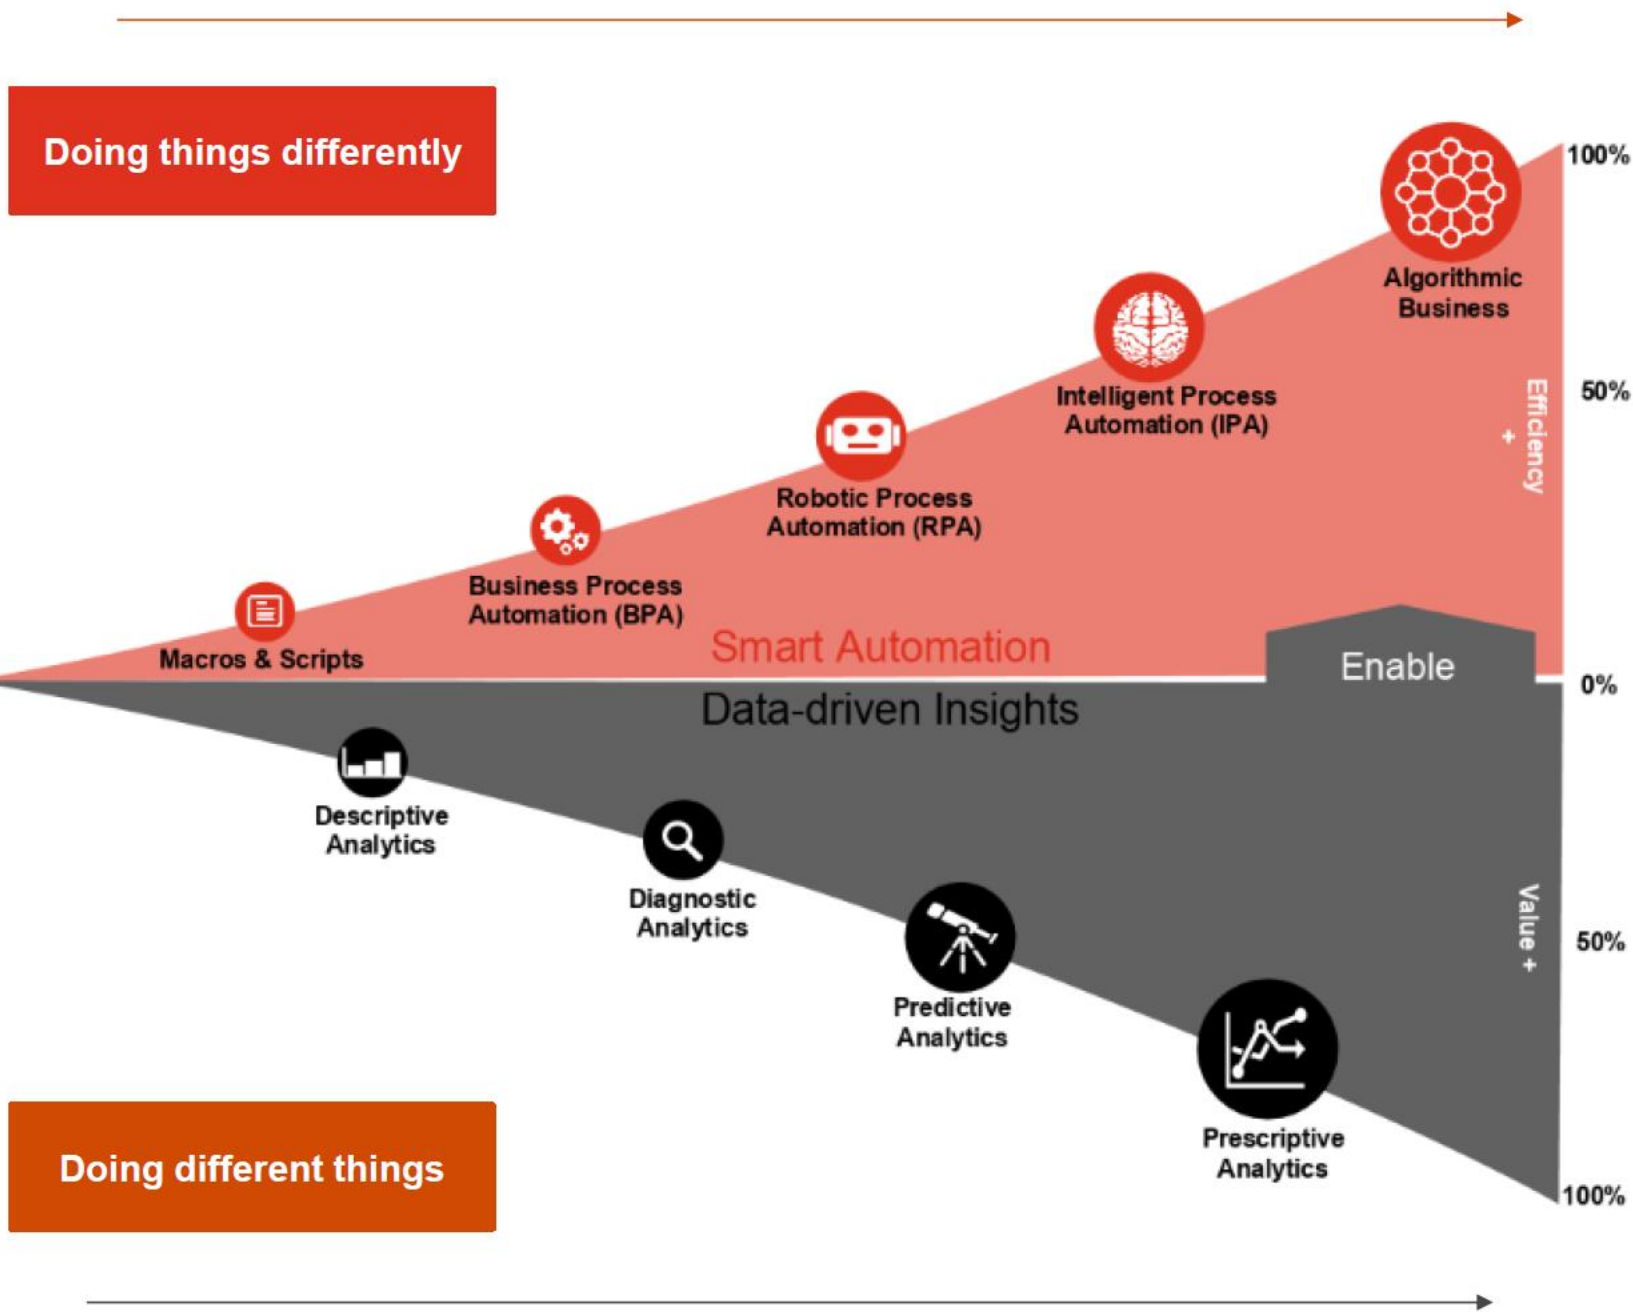 Doing things differently
100%
Algorithmic
Business
Intelligent Process
Automation (IPA)
50%
Efficiency
+
Robotic Process
Automation (RPA)
Business Process
Automation (BPA)
Macros & Scripts
Smart Automation
Enable
0%
Data-driven Insights
Descriptive
Analytics
Diagnostic
Analytics
Value +
50%
Predictive
Analytics
Prescriptive
Analytics
Doing different things
100%